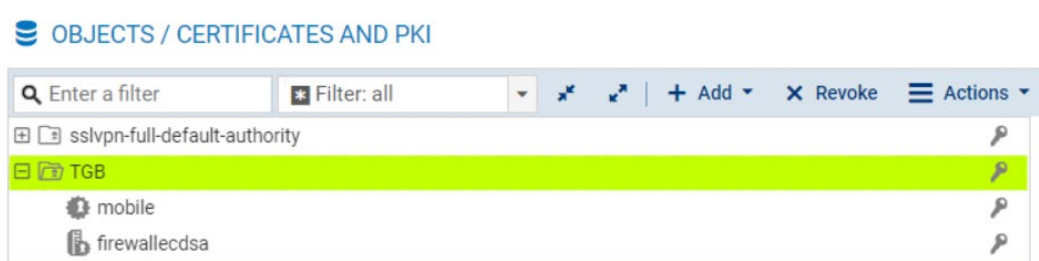 OBJECTS / CERTIFICATES AND PKI
Enter a filter Filter: all Add Revoke Actions
sslvpn-full-default-authority
TGB
mobile
firewallecdsa